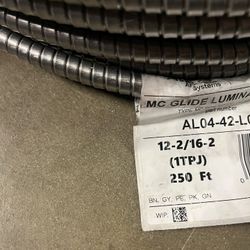 Systems
MC GLIDE LUMINA
AL04-42-L0
12-2/16-2
(1TPJ)
250 Ft
BN, GY, PE, PK, GN
WIP